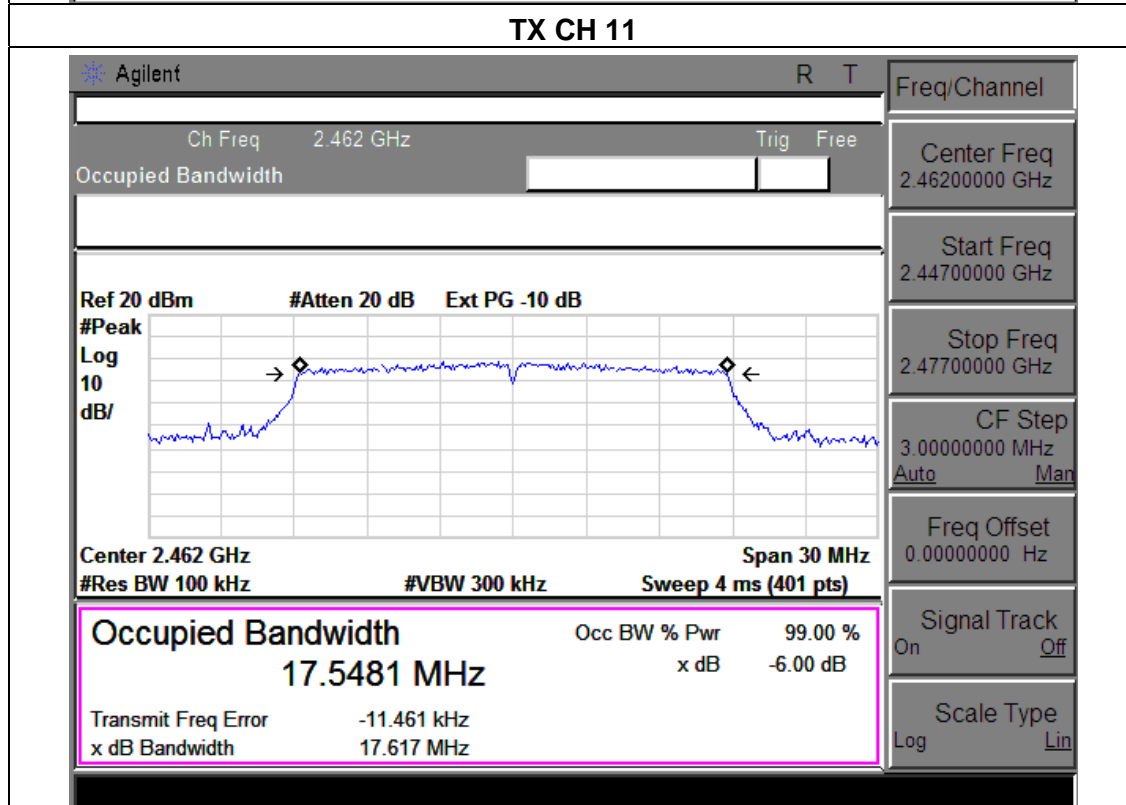 TX CH 11
Agilent R T
Ch Freq 2.462 GHz Trig Free
Occupied Bandwidth
Ref 20 dBm #Atten 20 dB Ext PG -10 dB
#Peak
Log
10
dB/
Center 2.462 GHz Span 30 MHz
#Res BW 100 kHz #VBW 300 kHz Sweep 4 ms (401 pts)
Occupied Bandwidth Occ BW % Pwr 99.00 %
17.5481 MHz x dB -6.00 dB
Transmit Freq Error -11.461 kHz
x dB Bandwidth 17.617 MHz
Freq/Channel
Center Freq
2.46200000 GHz
Start Freq
2.44700000 GHz
Stop Freq
2.47700000 GHz
CF Step
3.00000000 MHz
Auto Man
Freq Offset
0.00000000 Hz
Signal Track
On Off
Scale Type
Log Lin